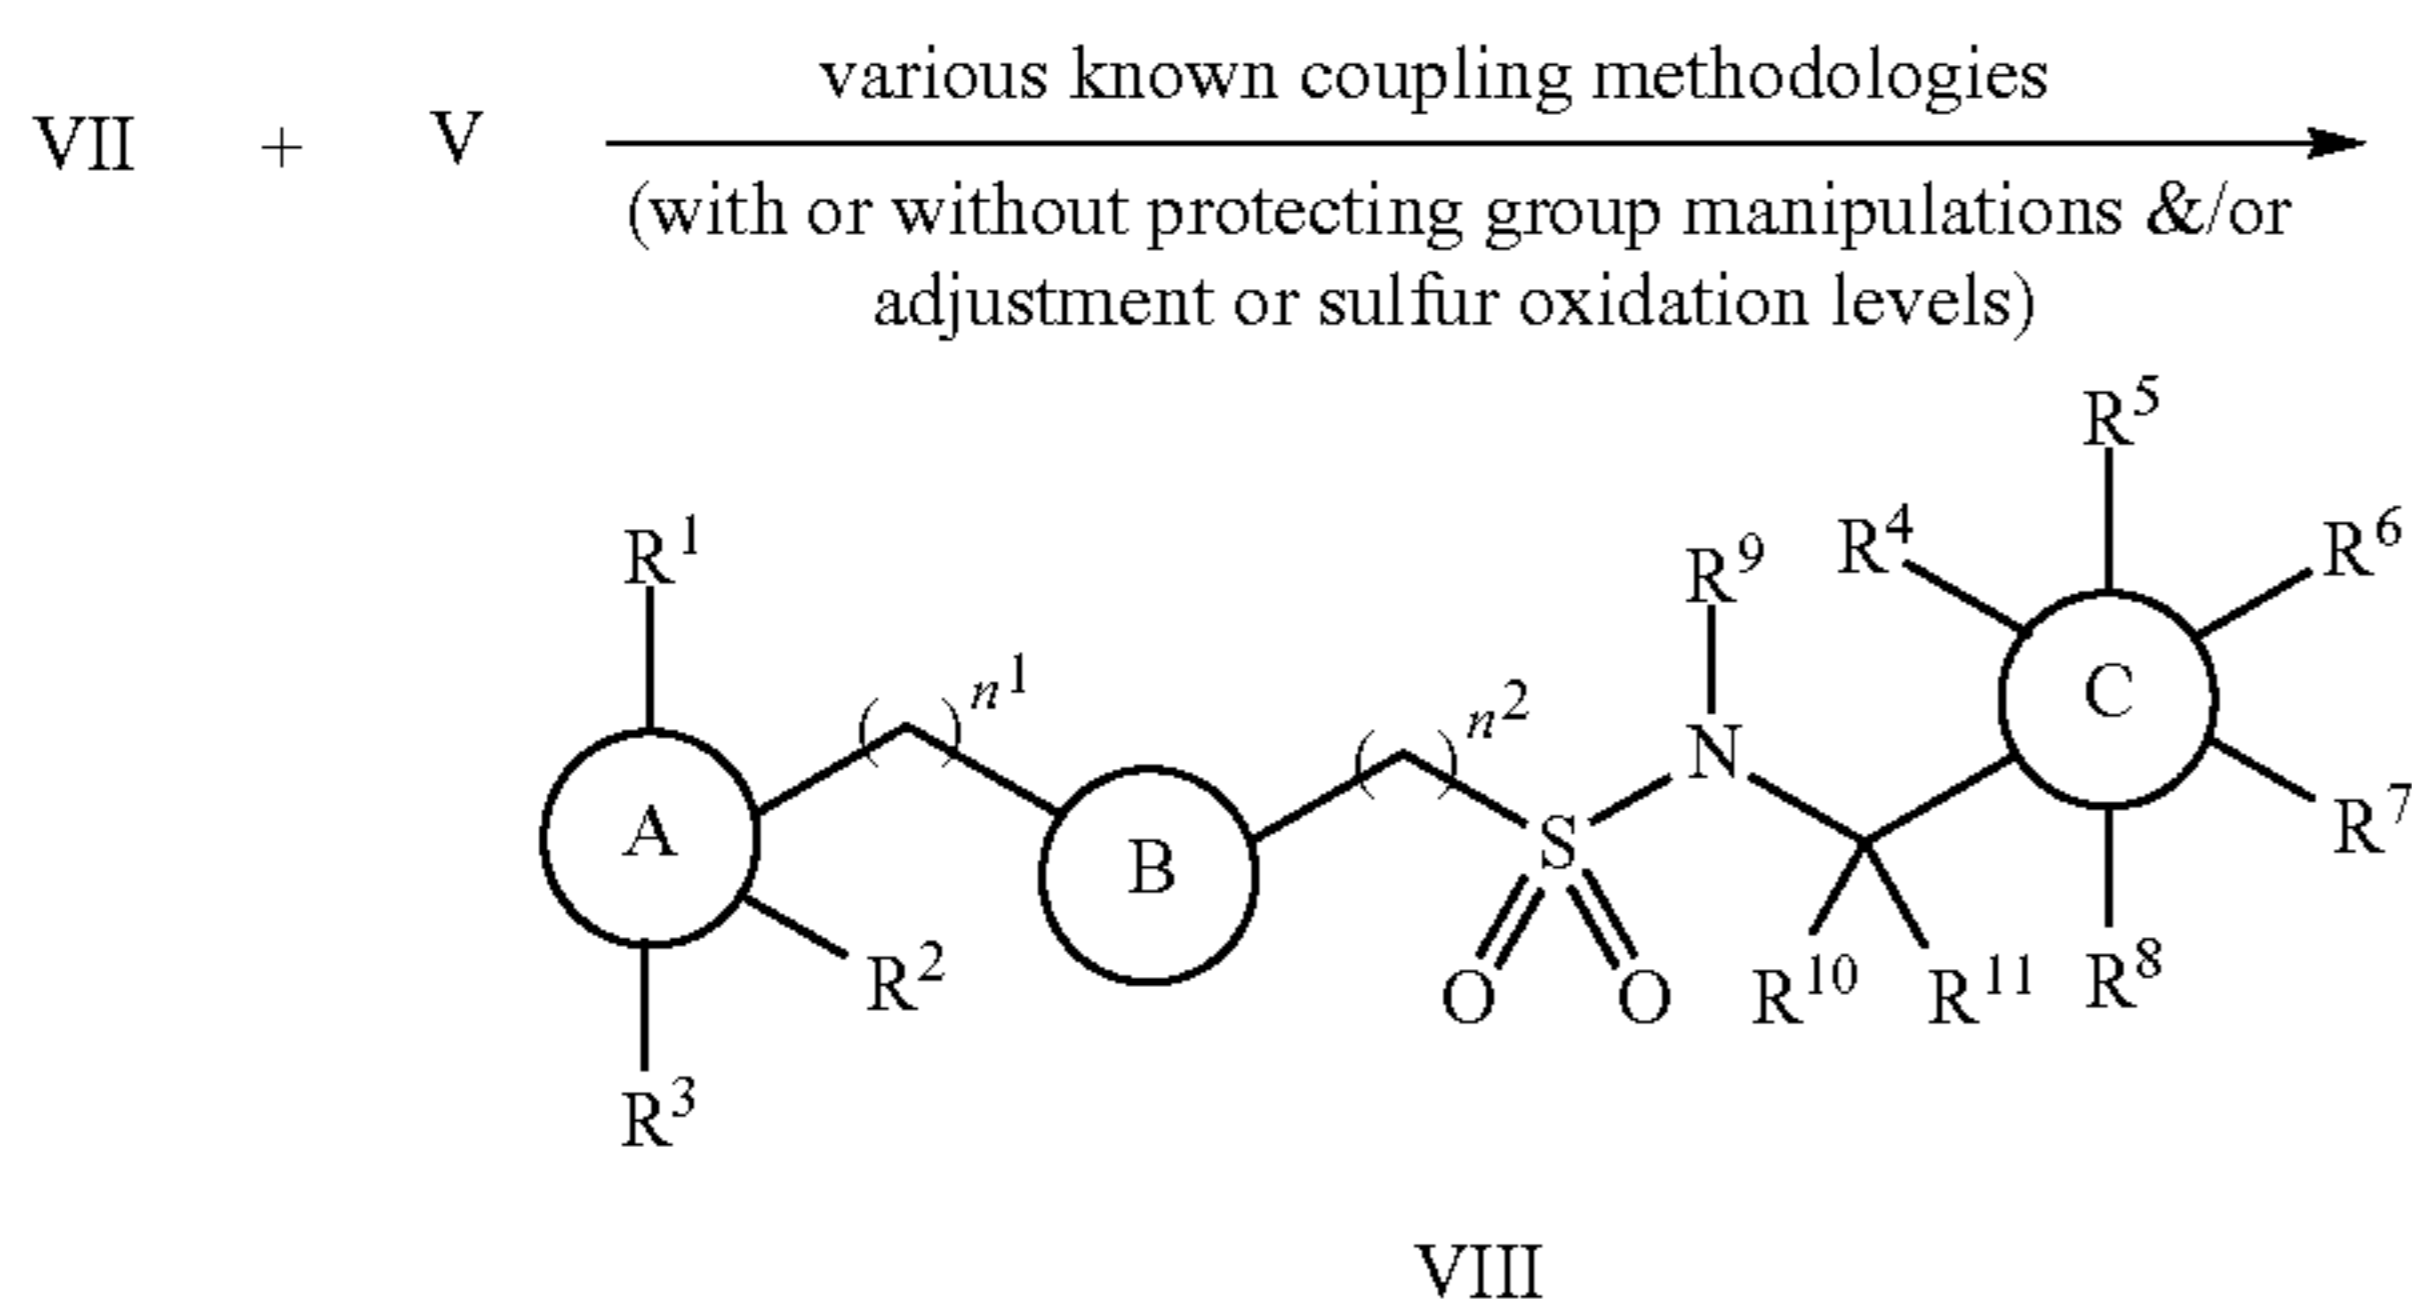 various known coupling methodologies
VII + V
(with or without protecting group manipulations &/or
adjustment or sulfur oxidation levels)
R⁵
R¹ R⁹ R⁴ R⁶
n¹ n² C
A B S N R⁷
R² O O R¹⁰ R¹¹ R⁸
R³
VIII